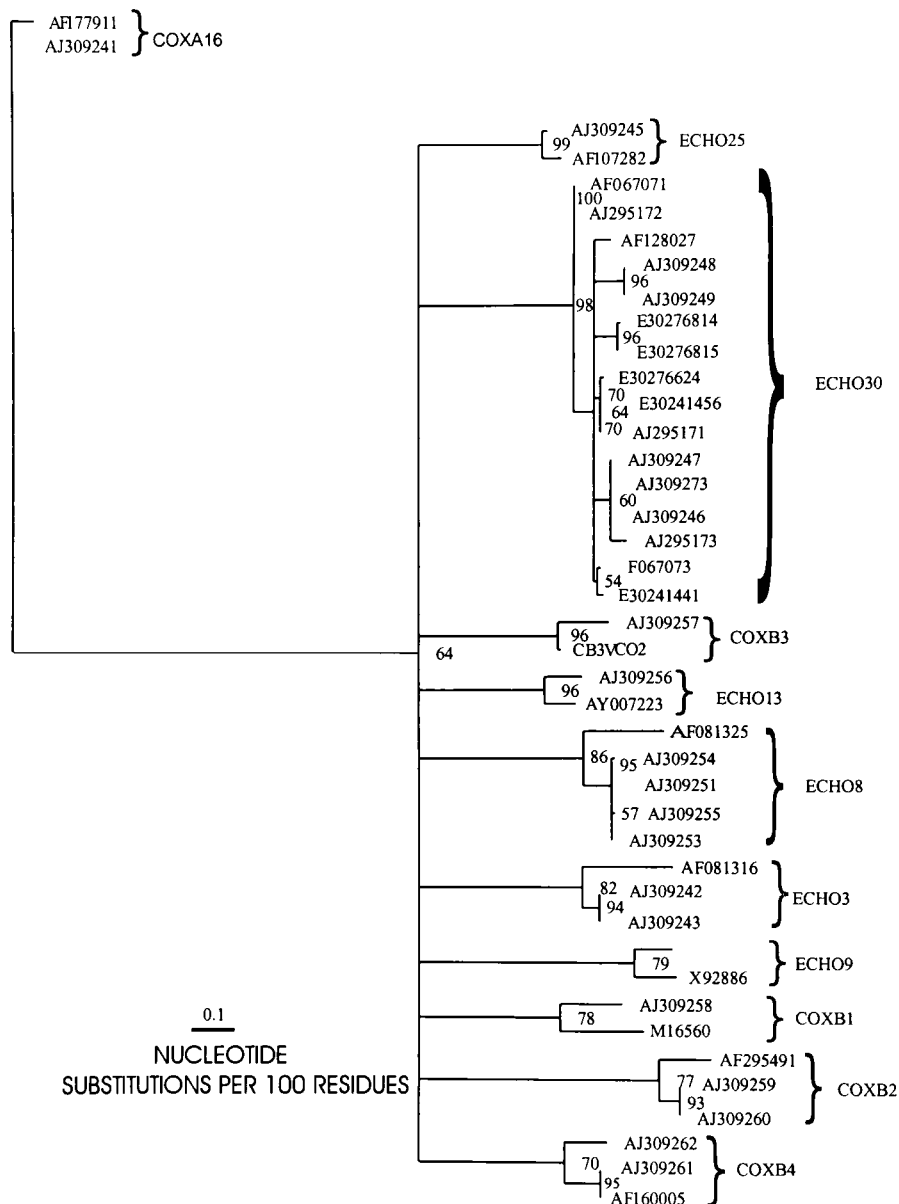 AF177911
AJ309241
COXA16
AJ309245
99
ECHO25
AF107282
AF067071
100
AJ295172
AF128027
AJ309248
96
98
AJ309249
E30276814
96
E30276815
E30276624
ECHO30
70
E30241456
64
70
AJ295171
AJ309247
AJ309273
60
AJ309246
AJ295173
F067073
54
E30241441
AJ309257
96
COXB3
CB3VCO2
64
AJ309256
96
ECHO13
AY007223
AF081325
86
95
AJ309254
AJ309251
ECHO8
57
AJ309255
AJ309253
AF081316
82
AJ309242
ECHO3
94
AJ309243
79
ECHO9
X92886
AJ309258
78
COXB1
M16560
0.1
NUCLEOTIDE
SUBSTITUTIONS PER 100 RESIDUES
AF295491
77
AJ309259
COXB2
93
AJ309260
AJ309262
70
AJ309261
COXB4
95
AF160005